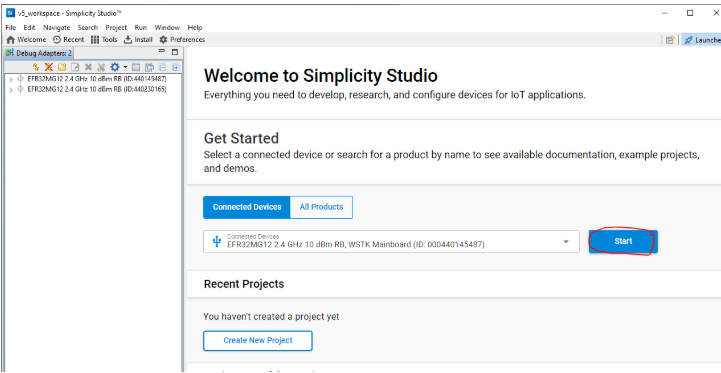 v5_workspace - Simplicity Studio™
File Edit Navigate Search Project Run Window Help
Welcome Recent Tools Install Preferences
Launche
Debug Adapters: 2
EFR32MG12 2.4 GHz 10 dBm RB (ID:440145487)
EFR32MG12 2.4 GHz 10 dBm RB (ID:440230165)
Welcome to Simplicity Studio
Everything you need to develop, research, and configure devices for IoT applications.
Get Started
Select a connected device or search for a product by name to see available documentation, example projects,
and demos.
Connected Devices All Products
Connected Devices
EFR32MG12 2.4 GHz 10 dBm RB, WSTK Mainboard (ID: 000440145487)
Start
Recent Projects
You haven't created a project yet
Create New Project